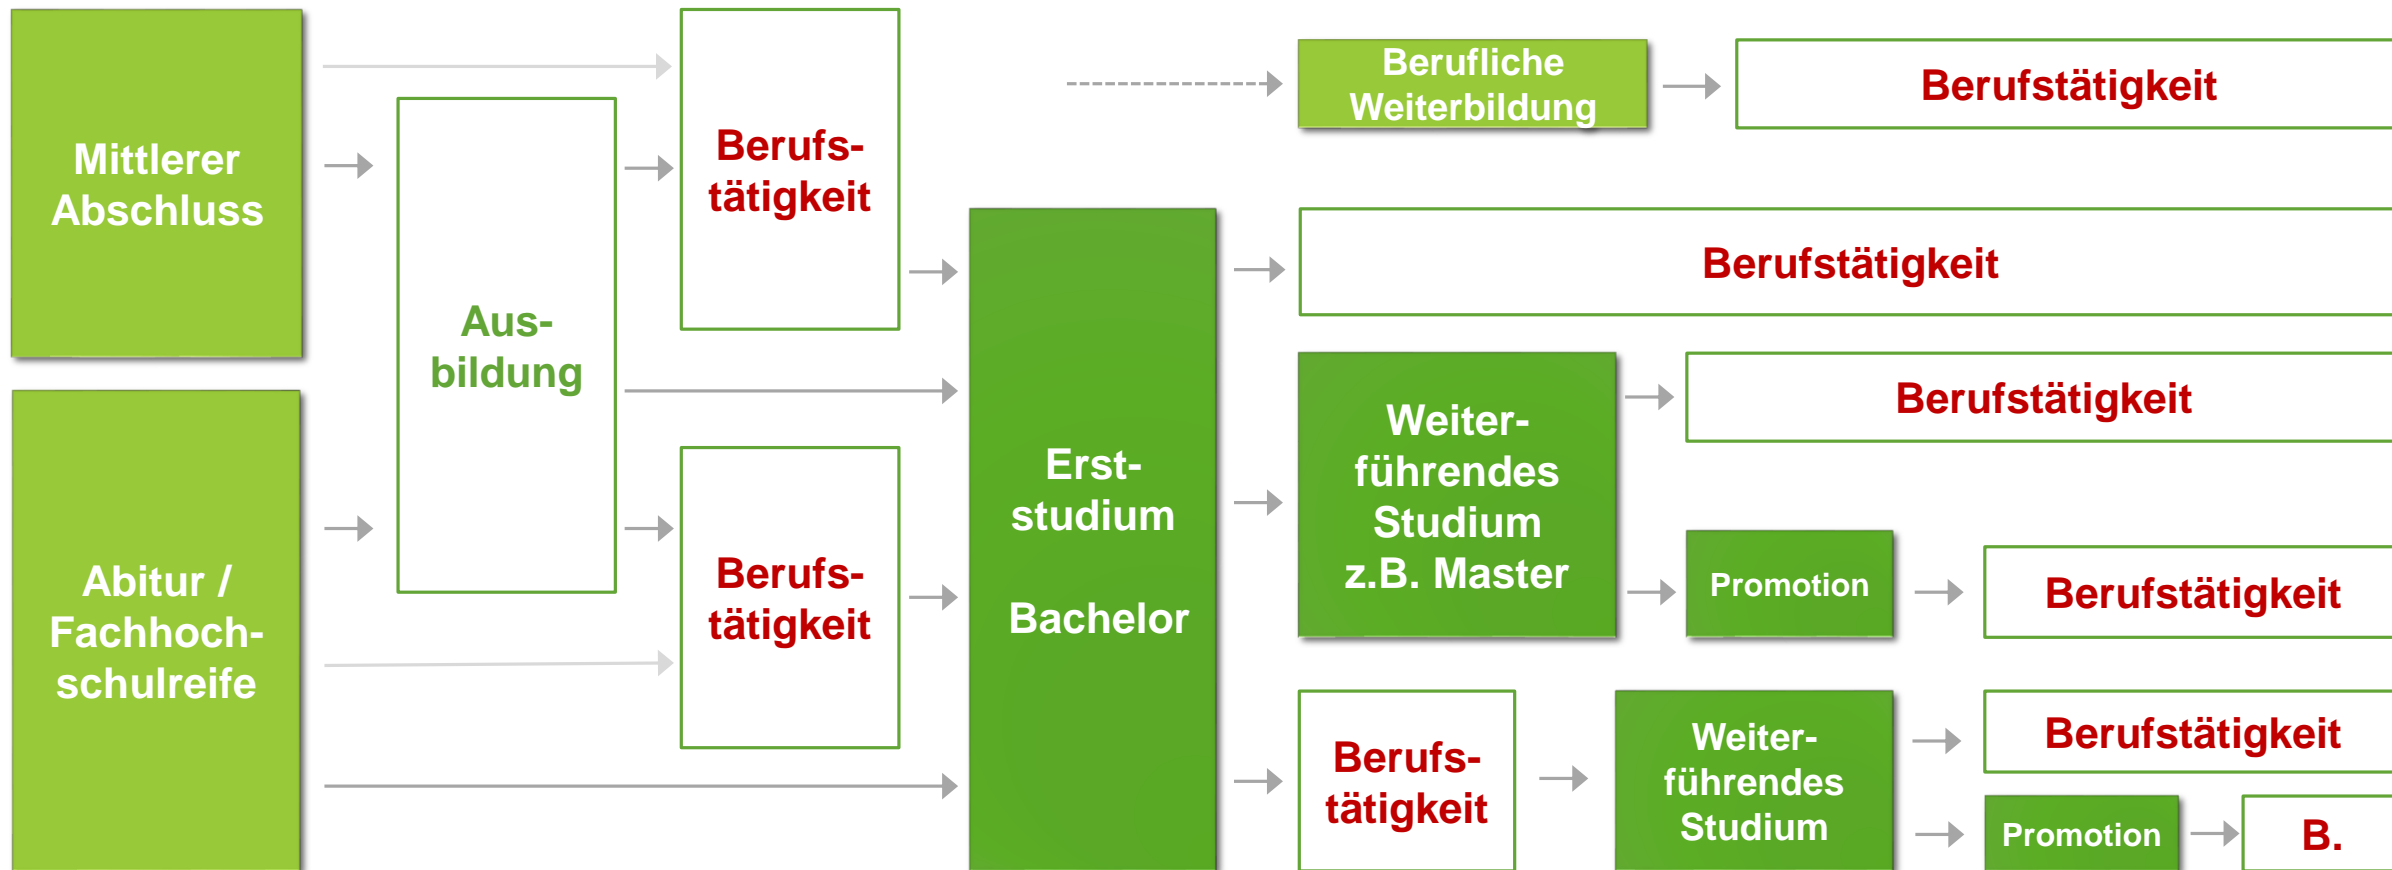 Mittlerer
Abschluss
Abitur /
Fachhoch-
schulreife
Aus-
bildung
Berufs-
tätigkeit
Berufs-
tätigkeit
Erst-
studium
Bachelor
Berufliche
Weiterbildung
Berufstätigkeit
Berufstätigkeit
Weiter-
führendes
Studium
z.B. Master
Berufstätigkeit
Promotion
Berufstätigkeit
Berufs-
tätigkeit
Weiter-
führendes
Studium
Berufstätigkeit
Promotion
B.